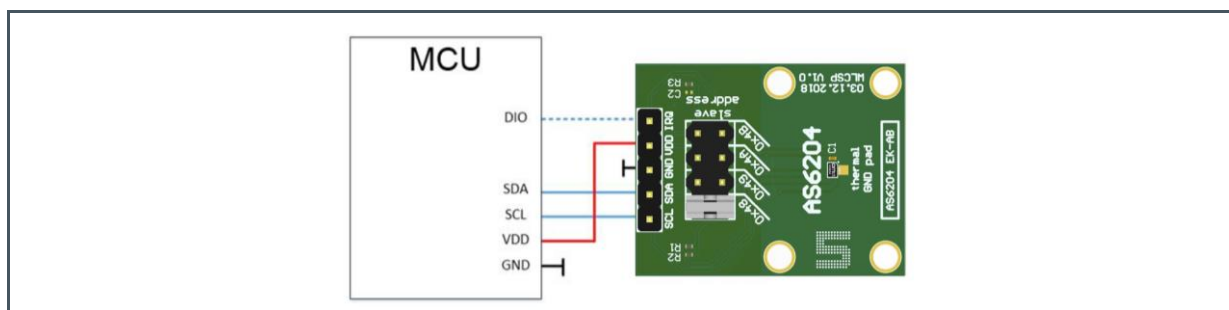 MCU
DIO
SDA
SCL
VDD
GND
IRQ
VDD
GND
SDA
SCL
R3
C2
slave
address
0x4B
0x4A
0x49
0x48
R1
R2
03.12.2018
WLCSP V1.0
AS6204
C1
thermal
GND pad
AS6204 EK-AB